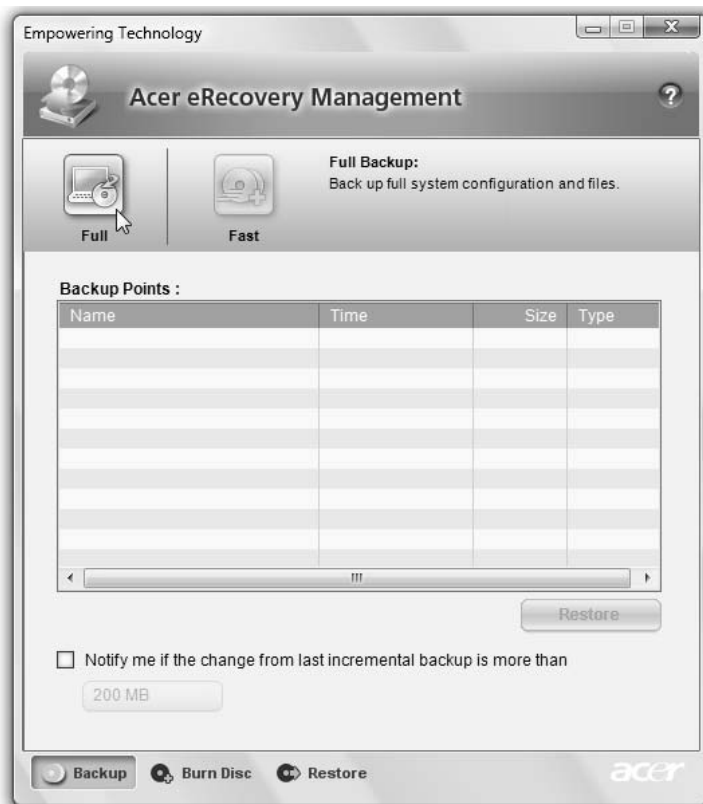 Empowering Technology
Acer eRecovery Management
?
Full
Fast
Full Backup:
Back up full system configuration and files.
Backup Points :
Name Time Size Type
Restore
Notify me if the change from last incremental backup is more than
200 MB
Backup Burn Disc Restore
acer